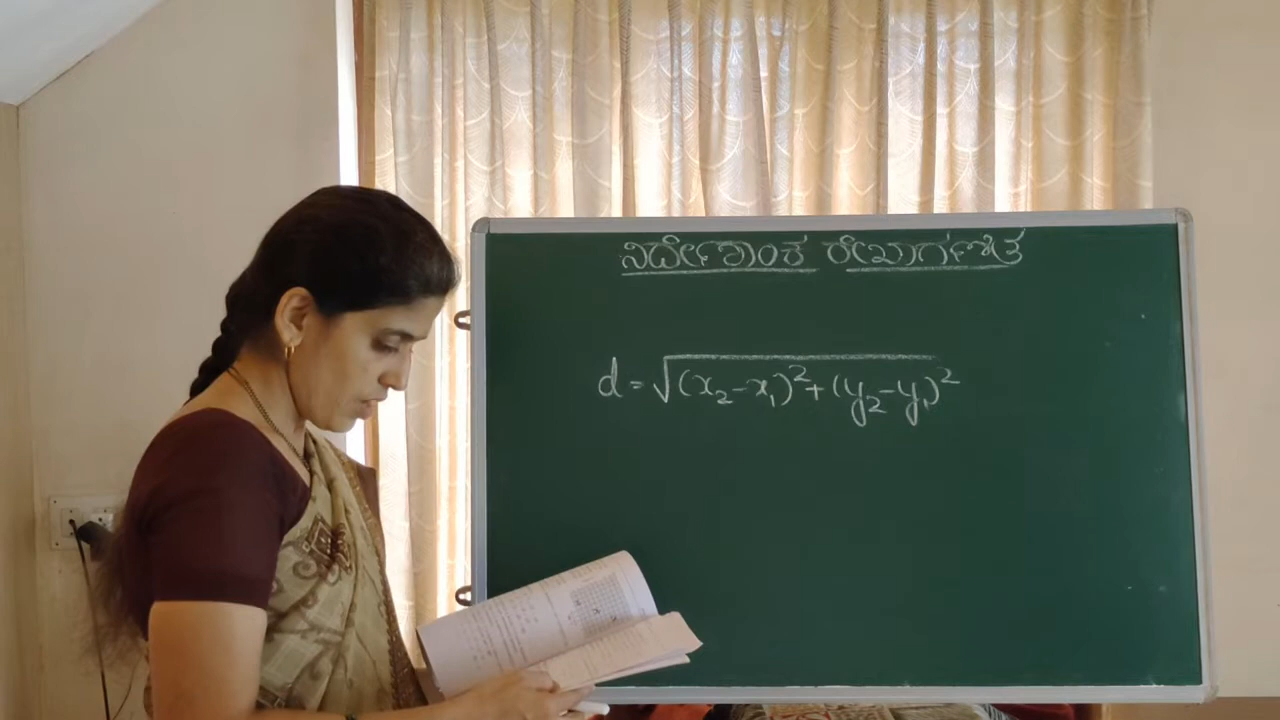 ನಿರ್ದೇಶಾಂಕ ರೇಖಾಗಣಿತ
d = √(x₂ - x₁)² + (y₂ - y₁)²